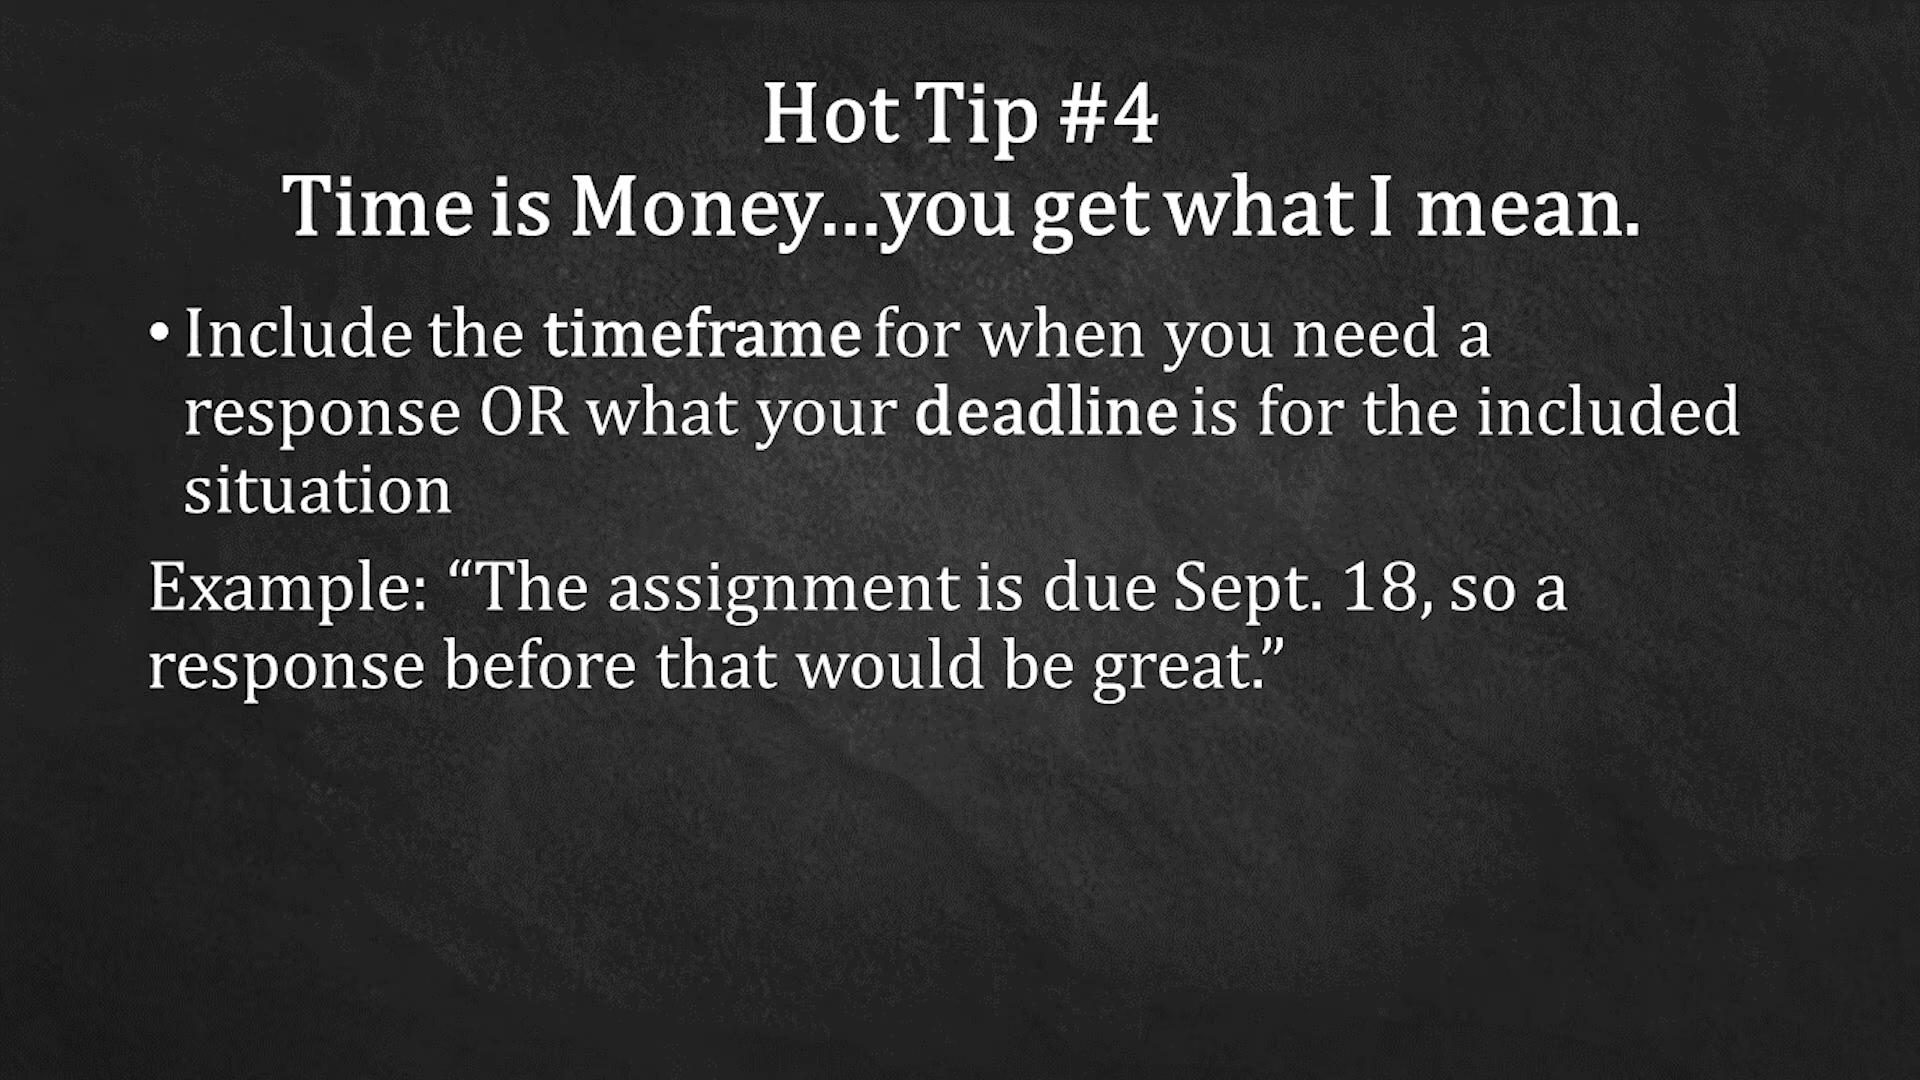 Hot Tip #4
Time is Money...you get what I mean.
• Include the timeframe for when you need a
response OR what your deadline is for the included
situation
Example: “The assignment is due Sept. 18, so a
response before that would be great.”